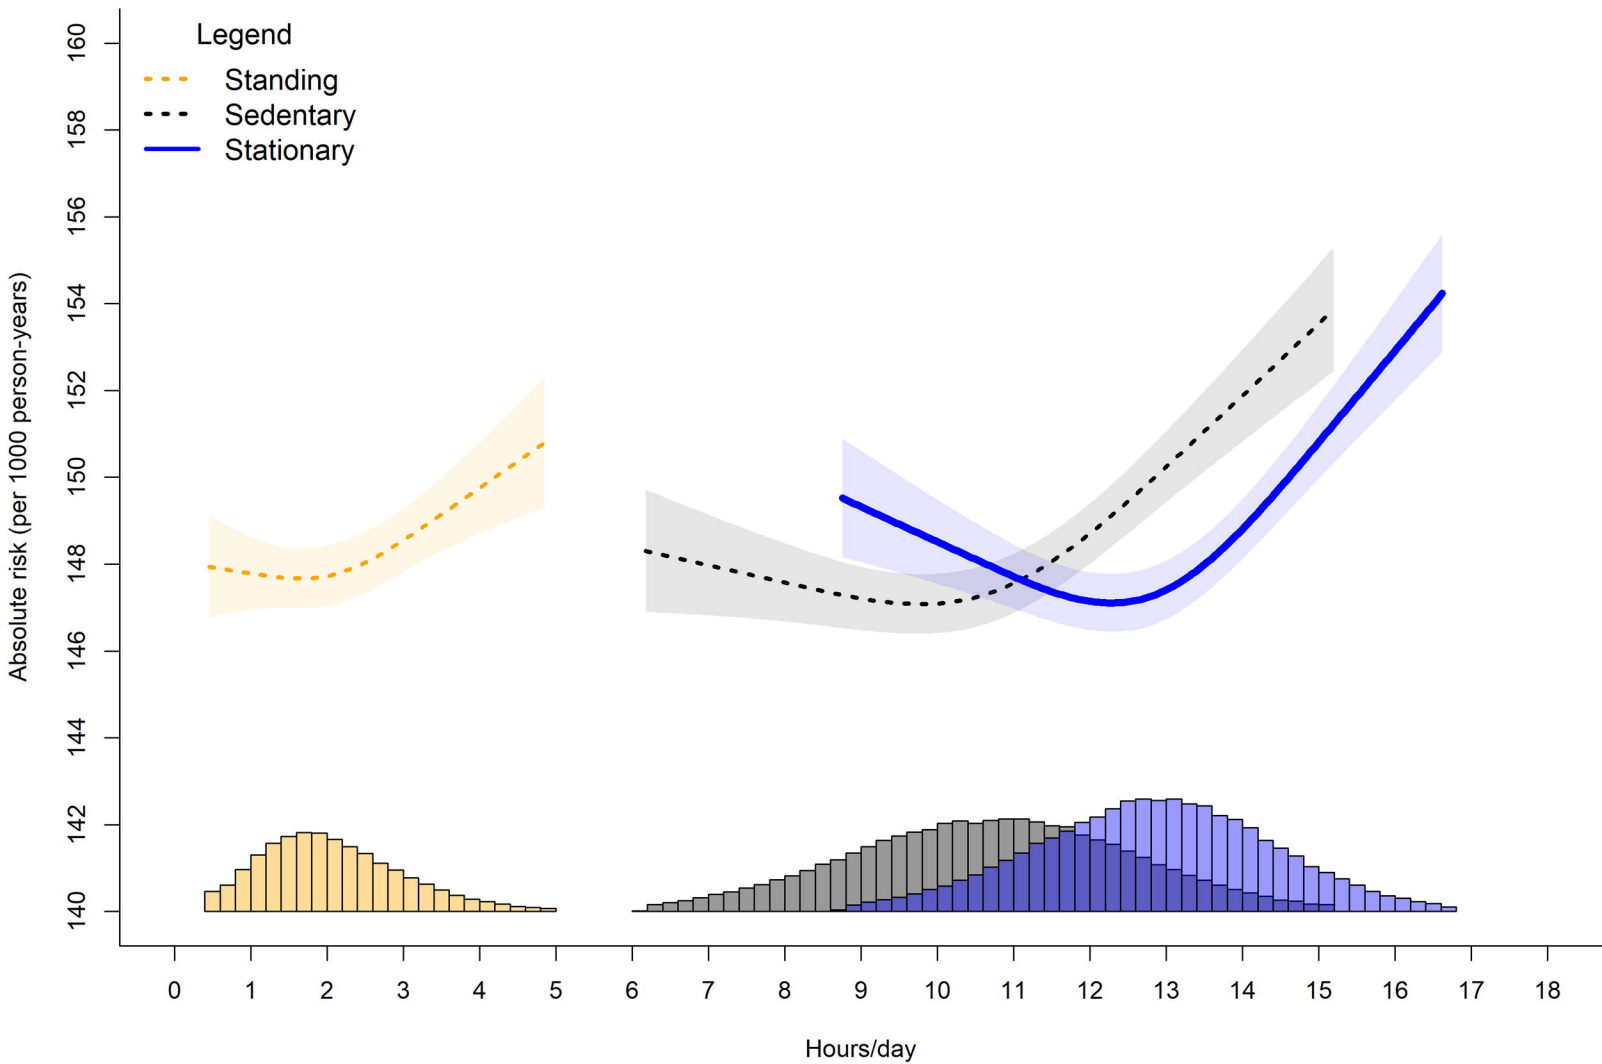 Legend
Standing
Sedentary
Stationary
Absolute risk (per 1000 person-years)
160
158
156
154
152
150
148
146
144
142
140
0 1 2 3 4 5 6 7 8 9 10 11 12 13 14 15 16 17 18
Hours/day